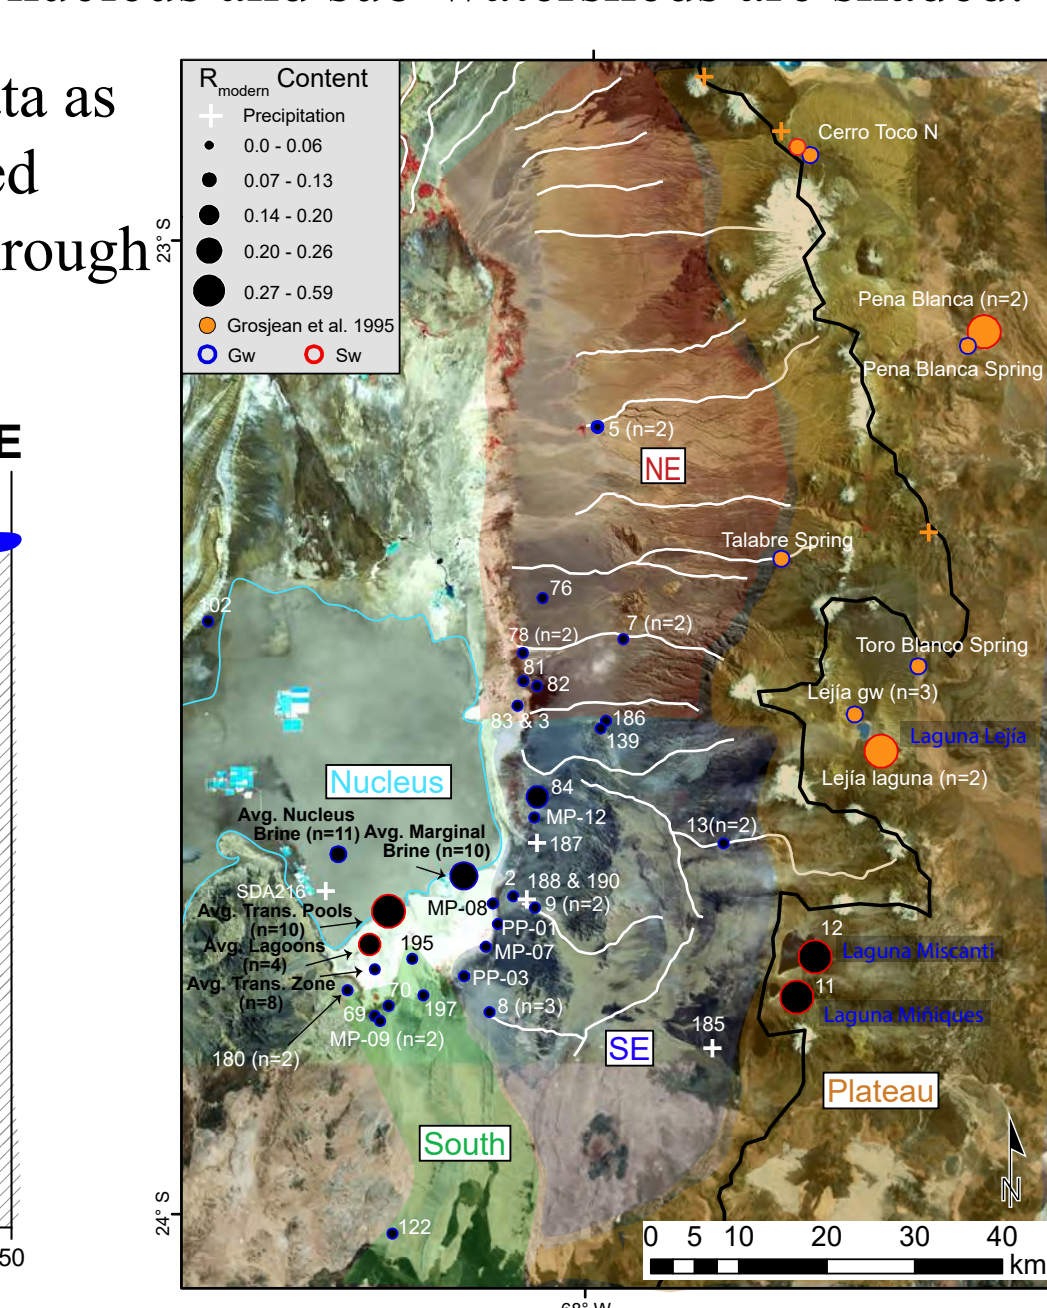 ta as
ed
rough
E
50
R modern Content
Precipitation
0.0 - 0.06
0.07 - 0.13
0.14 - 0.20
0.20 - 0.26
0.27 - 0.59
Grosjean et al. 1995
Gw
Sw
23° S
24° S
68° W
Cerro Toco N
Pena Blanca (n=2)
Pena Blanca Spring
5 (n=2)
NE
Talabre Spring
76
102
7 (n=2)
78 (n=2)
81
82
Toro Blanco Spring
Lejía gw (n=3)
83 & 3
186
139
Laguna Lejía
Lejía laguna (n=2)
Nucleus
84
Avg. Nucleus
Brine (n=11)
MP-12
Avg. Marginal
Brine (n=10)
13(n=2)
187
SDA216
2
188 & 190
MP-08
9 (n=2)
Avg. Trans. Pools
(n=10)
PP-01
12
Laguna Miscanti
Avg. Lagoons
(n=4)
195
MP-07
Avg. Trans. Zone
(n=8)
PP-03
11
Laguna Miñiques
70
197
8 (n=3)
69
MP-09 (n=2)
185
180 (n=2)
SE
Plateau
South
N
122
0 5 10 20 30 40
km